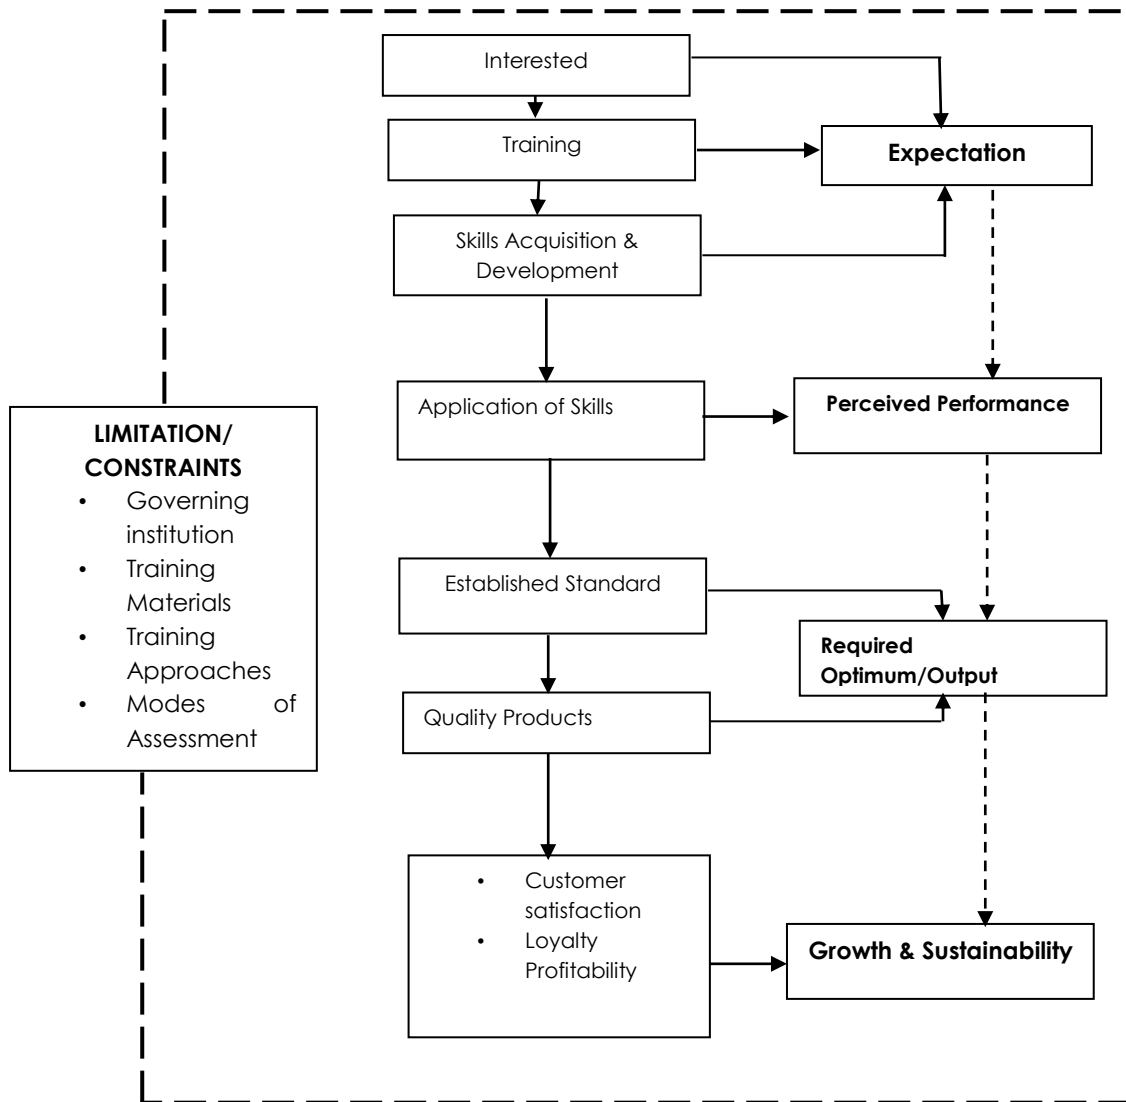 Interested
Training
Expectation
Skills Acquisition &
Development
Application of Skills
Perceived Performance
LIMITATION/
CONSTRAINTS
• Governing
institution
• Training
Materials
• Training
Approaches
• Modes of
Assessment
Established Standard
Required
Optimum/Output
Quality Products
• Customer
satisfaction
• Loyalty
Profitability
Growth & Sustainability